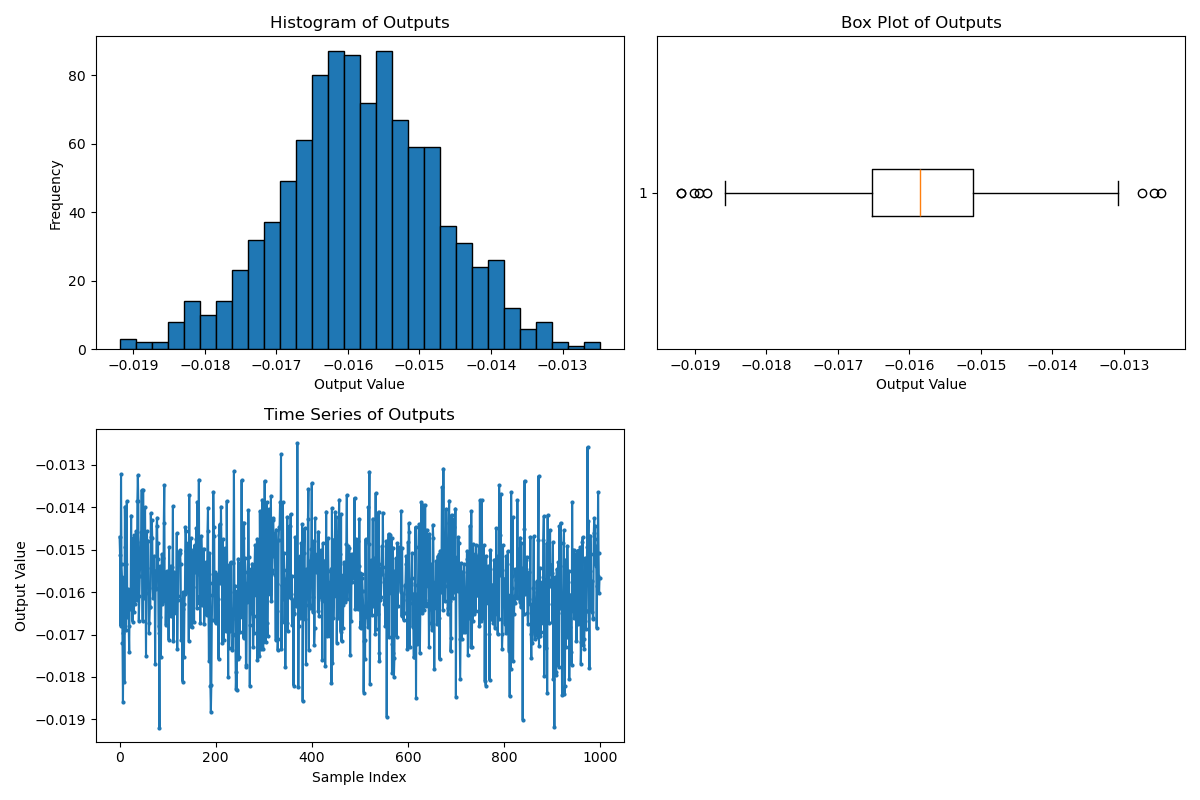 Histogram of Outputs
80
60
40
20
0
Frequency
−0.019 −0.018 −0.017 −0.016 −0.015 −0.014 −0.013
Output Value
Box Plot of Outputs
1
−0.019 −0.018 −0.017 −0.016 −0.015 −0.014 −0.013
Output Value
Time Series of Outputs
−0.013
−0.014
−0.015
−0.016
−0.017
−0.018
−0.019
Output Value
0 200 400 600 800 1000
Sample Index